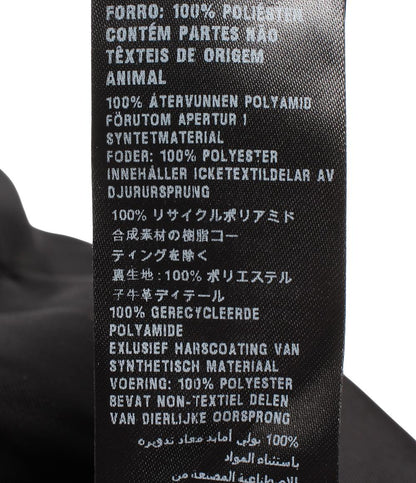 FORRO: 100% POLIÉSTER
CONTÉM PARTES NÃO
TÊXTEIS DE ORIGEM
ANIMAL
100% ÅTERVUNNEN POLYAMID
FÖRUTOM APERTUR 1
SYNTETMATERIAL
FODER: 100% POLYESTER
INNEHÅLLER ICKETEXTILDELAR AV
DJURURSPRUNG
100% リサイクルポリアミド
合成素材の樹脂コー
ティングを除く
裏生地：100% ポリエステル
子牛革ディテール
100% GERECYCLEERDE
POLYAMIDE
EXLUSIEF HARSCOATING VAN
SYNTHETISCH MATERIAAL
VOERING: 100% POLYESTER
BEVAT NON-TEXTIEL DELEN
VAN DIERLIJKE OORSPRONG
100% بولي أمايد معاد تدويره
باستثناء المواد
الاصطناعية المصنعة من